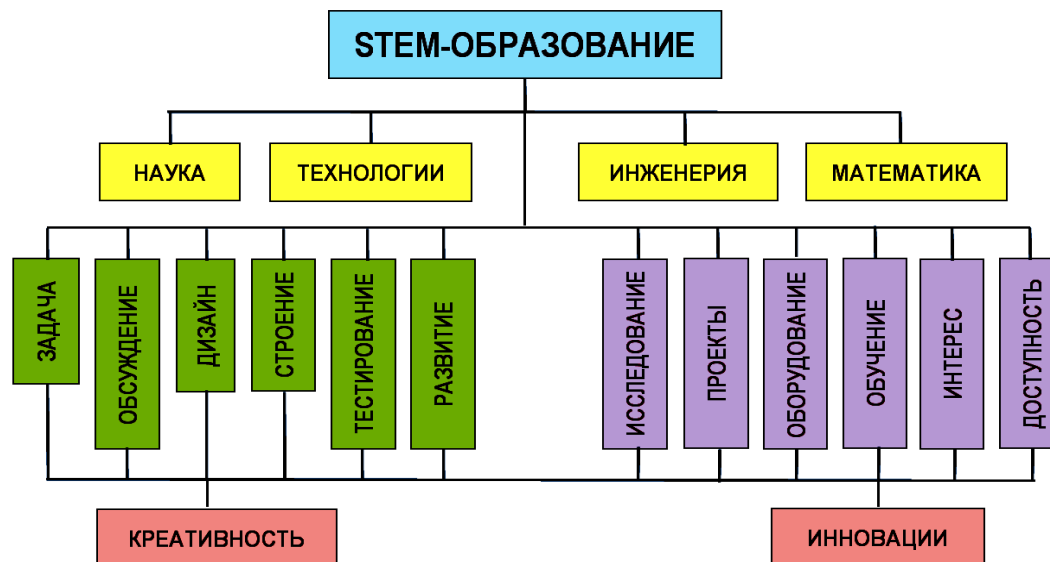 STEM-ОБРАЗОВАНИЕ
НАУКА
ТЕХНОЛОГИИ
ИНЖЕНЕРИЯ
МАТЕМАТИКА
ЗАДАЧА
ОБСУЖДЕНИЕ
ДИЗАЙН
СТРОЕНИЕ
ТЕСТИРОВАНИЕ
РАЗВИТИЕ
ИССЛЕДОВАНИЕ
ПРОЕКТЫ
ОБОРУДОВАНИЕ
ОБУЧЕНИЕ
ИНТЕРЕС
ДОСТУПНОСТЬ
КРЕАТИВНОСТЬ
ИННОВАЦИИ